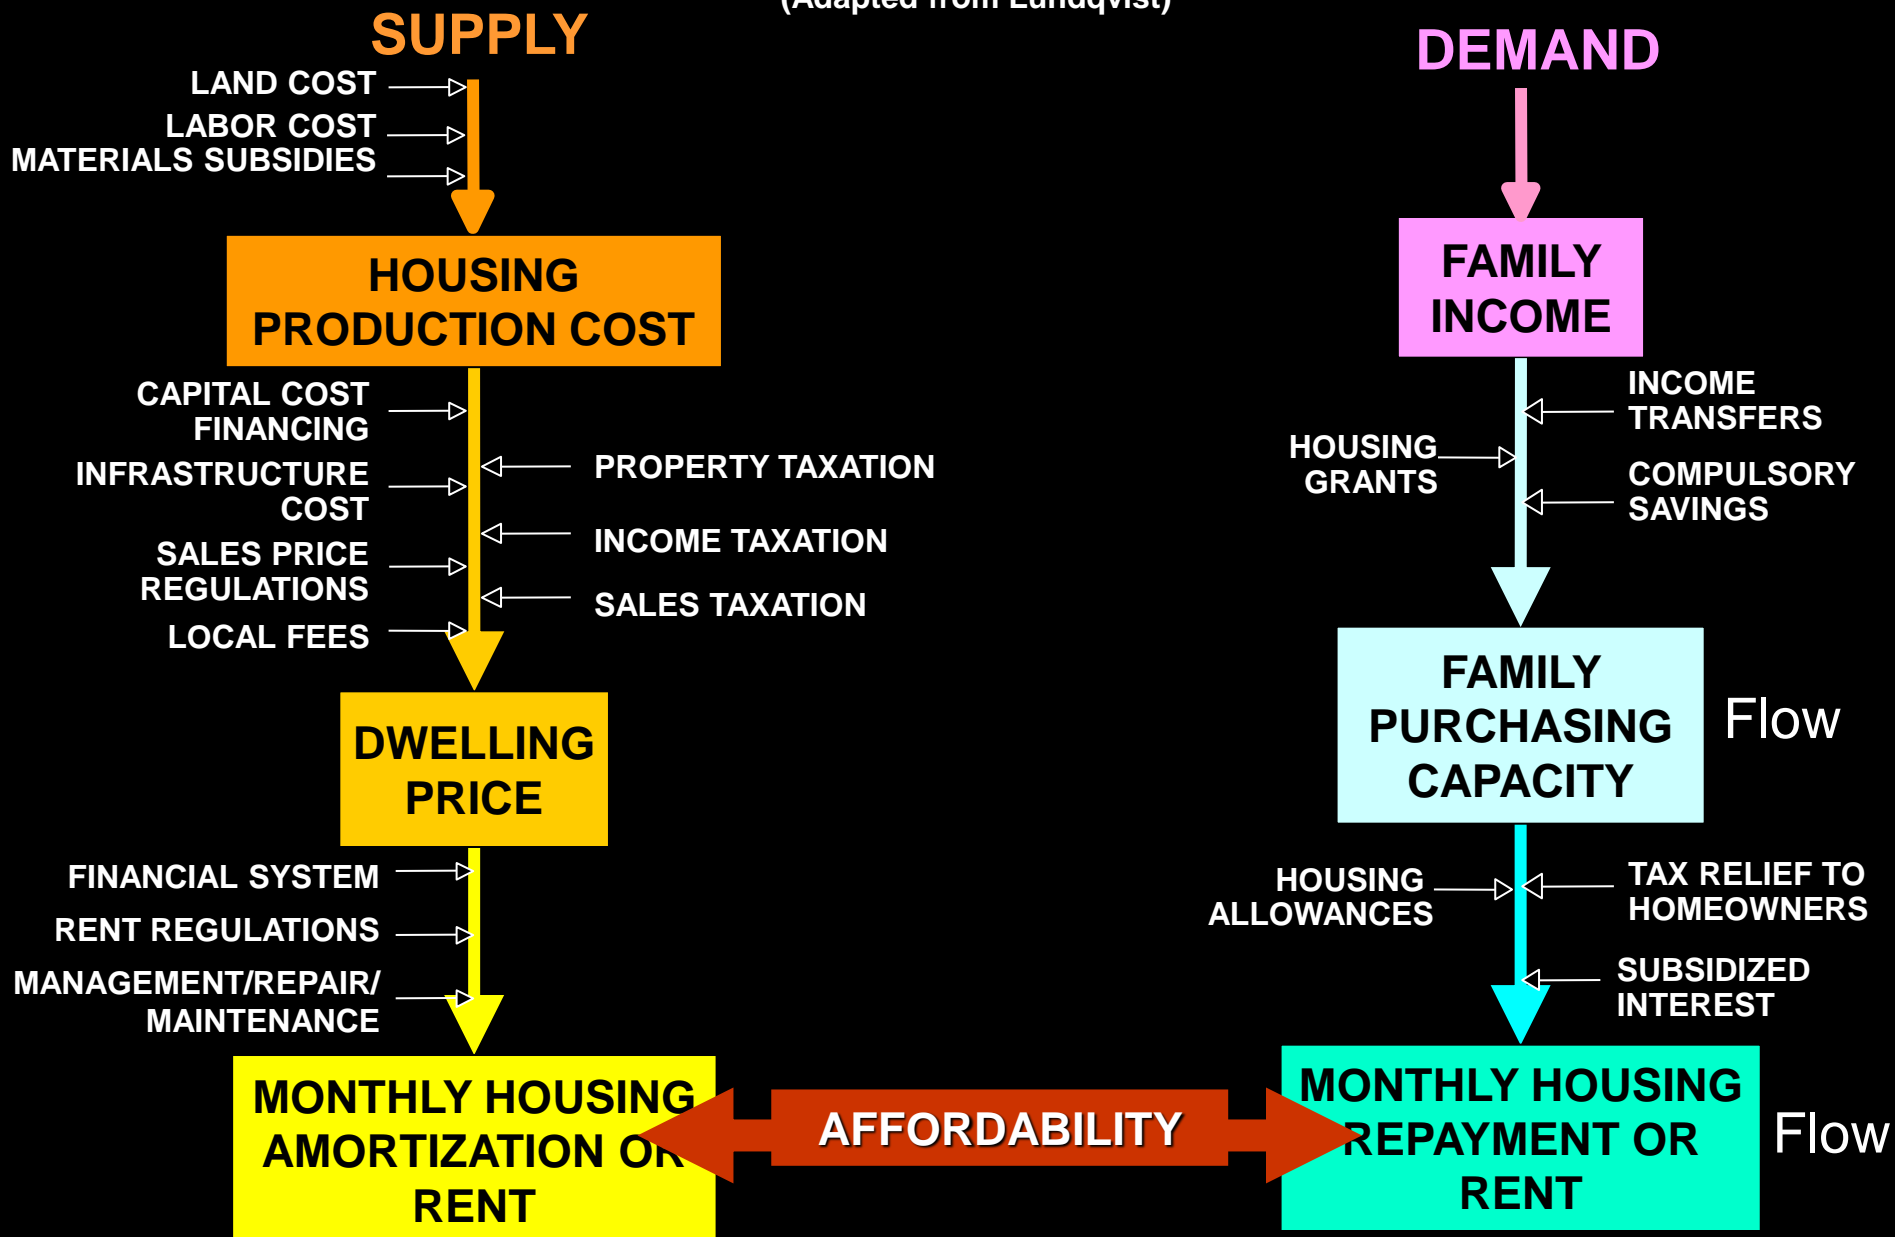 (Adapted from Lundqvist)
SUPPLY
LAND COST
LABOR COST
MATERIALS SUBSIDIES
HOUSING
PRODUCTION COST
CAPITAL COST
FINANCING
INFRASTRUCTURE
COST
SALES PRICE
REGULATIONS
LOCAL FEES
PROPERTY TAXATION
INCOME TAXATION
SALES TAXATION
DWELLING
PRICE
FINANCIAL SYSTEM
RENT REGULATIONS
MANAGEMENT/REPAIR/
MAINTENANCE
MONTHLY HOUSING
AMORTIZATION OR
RENT
AFFORDABILITY
DEMAND
FAMILY
INCOME
INCOME
TRANSFERS
HOUSING
GRANTS
COMPULSORY
SAVINGS
FAMILY
PURCHASING
CAPACITY
Flow
HOUSING
ALLOWANCES
TAX RELIEF TO
HOMEOWNERS
SUBSIDIZED
INTEREST
MONTHLY HOUSING
REPAYMENT OR
RENT
Flow